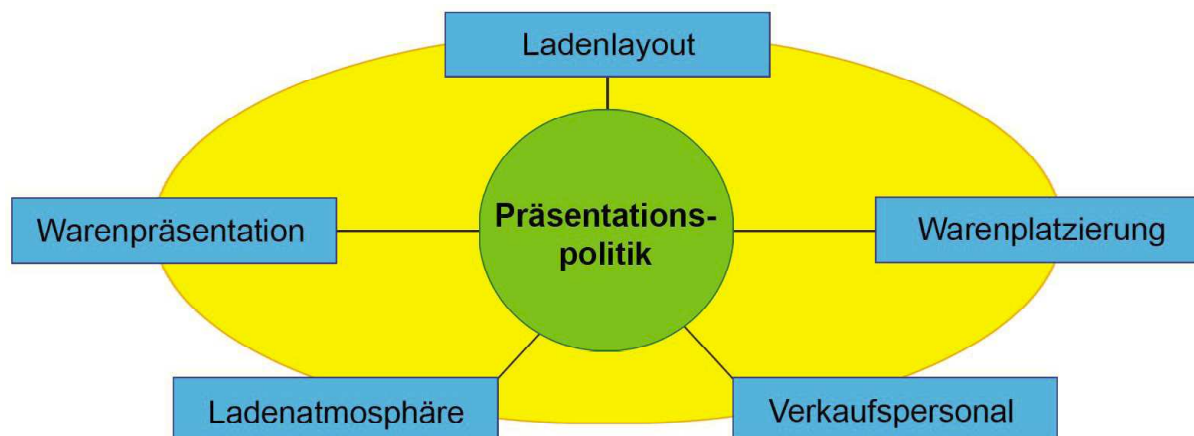 Ladenlayout
Warenpräsentation
Präsentations-
politik
Warenplatzierung
Ladenatmosphäre
Verkaufspersonal